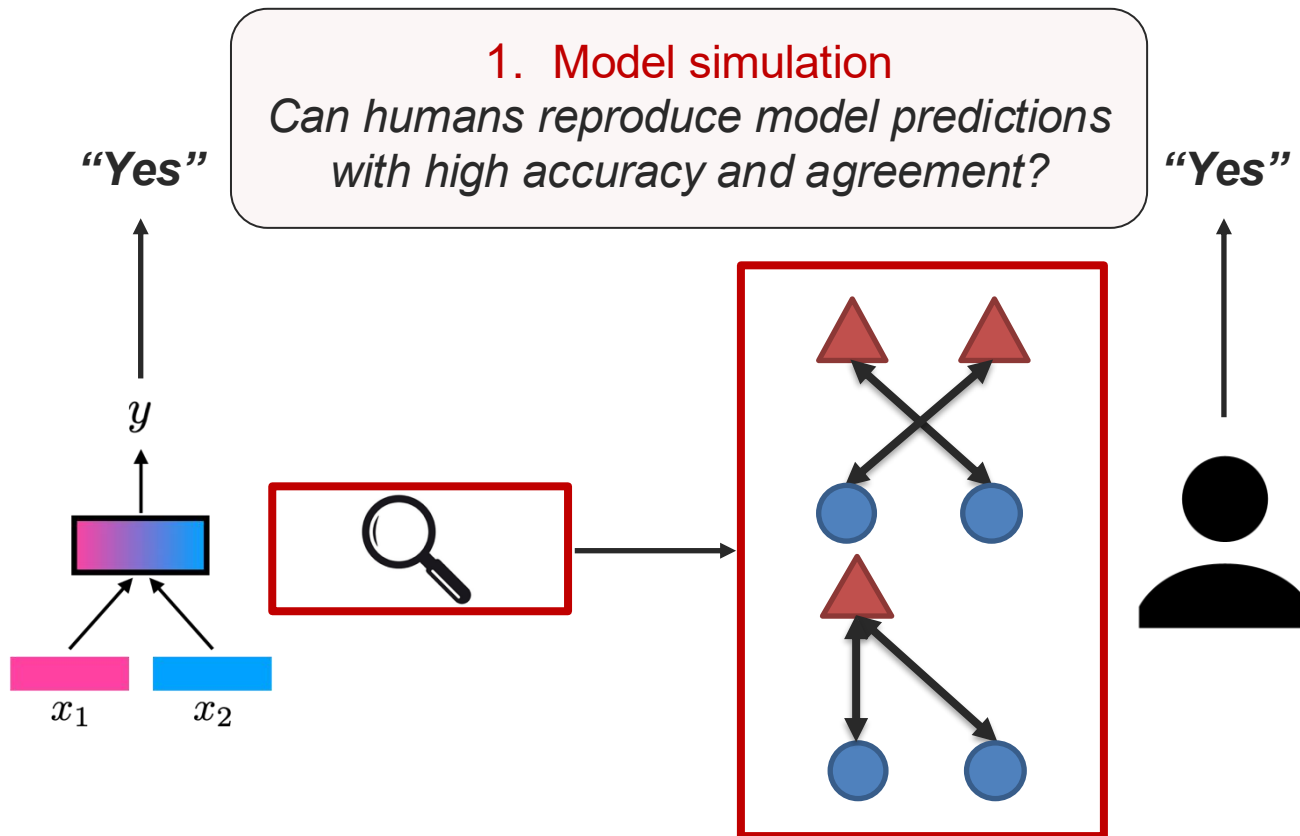 1. Model simulation
Can humans reproduce model predictions
with high accuracy and agreement?
“Yes”
“Yes”
y
x₁
x₂